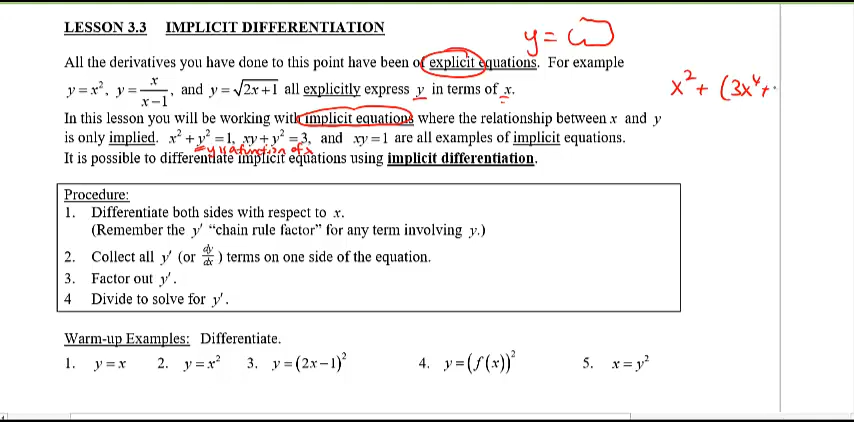 LESSON 3.3 IMPLICIT DIFFERENTIATION
y =
All the derivatives you have done to this point have been of explicit equations. For example
y = x², y = x/(x−1), and y = √(2x+1) all explicitly express y in terms of x.
x² + (3x⁴+
In this lesson you will be working with implicit equations where the relationship between x and y
is only implied. x² + y² = 1, xy + y² = 3, and xy = 1 are all examples of implicit equations.
y is a function of x
It is possible to differentiate implicit equations using implicit differentiation.
Procedure:
1. Differentiate both sides with respect to x.
(Remember the y′ “chain rule factor” for any term involving y.)
2. Collect all y′ (or dy/dx) terms on one side of the equation.
3. Factor out y′.
4 Divide to solve for y′.
Warm-up Examples: Differentiate.
1. y = x 2. y = x² 3. y = (2x−1)² 4. y = (f(x))² 5. x = y²